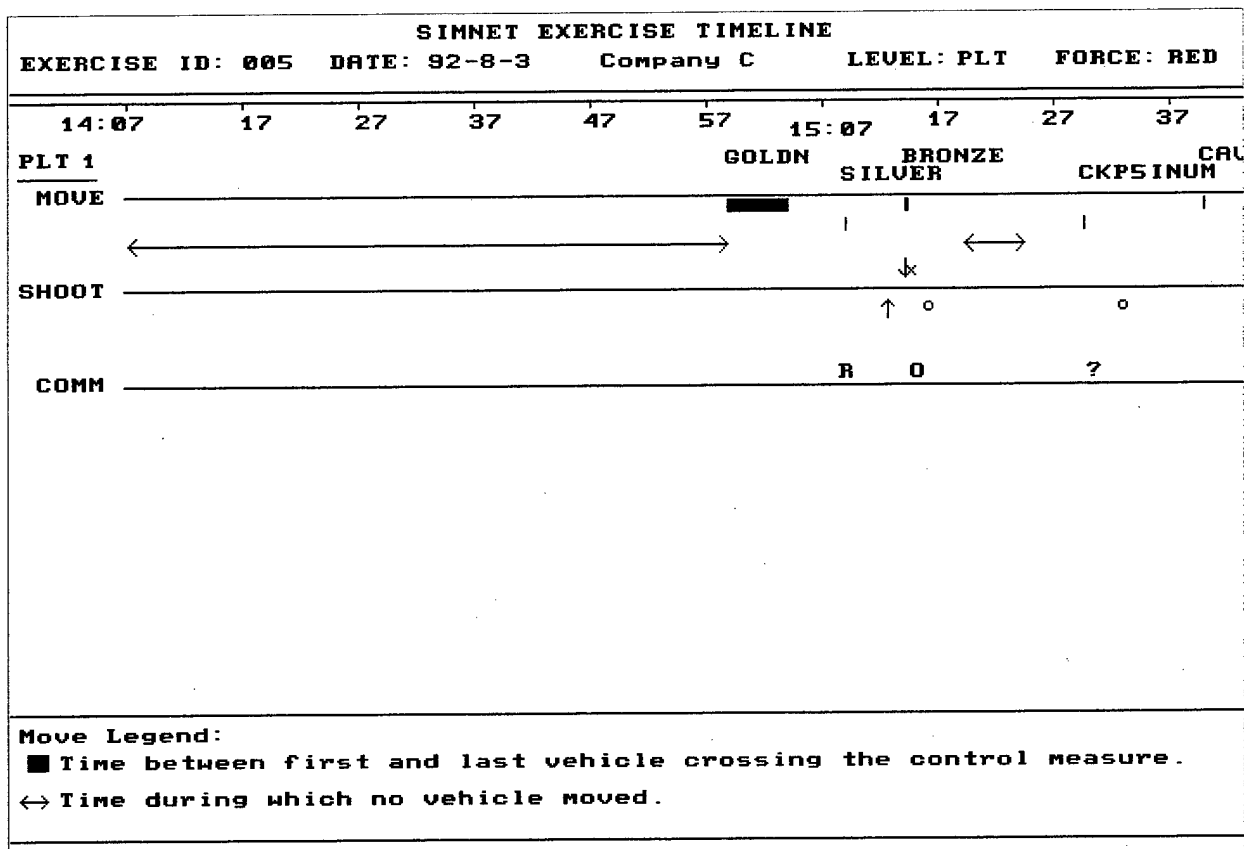 SIMNET EXERCISE TIMELINE
EXERCISE ID: 005 DATE: 92-8-3 Company C LEVEL: PLT FORCE: RED
14:07 17 27 37 47 57 15:07 17 27 37
PLT 1 GOLDN BRONZE CAV
SILVER CKP5INUM
MOVE
SHOOT
COMM R O ?
Move Legend:
Time between first and last vehicle crossing the control measure.
Time during which no vehicle moved.